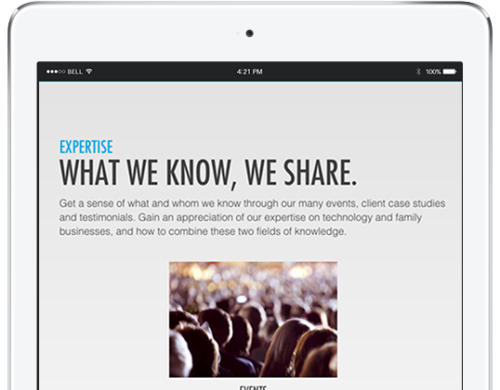 ●●●○○ BELL 4:21 PM 100%
EXPERTISE
WHAT WE KNOW, WE SHARE.
Get a sense of what and whom we know through our many events, client case studies
and testimonials. Gain an appreciation of our expertise on technology and family
businesses, and how to combine these two fields of knowledge.
EVENTS